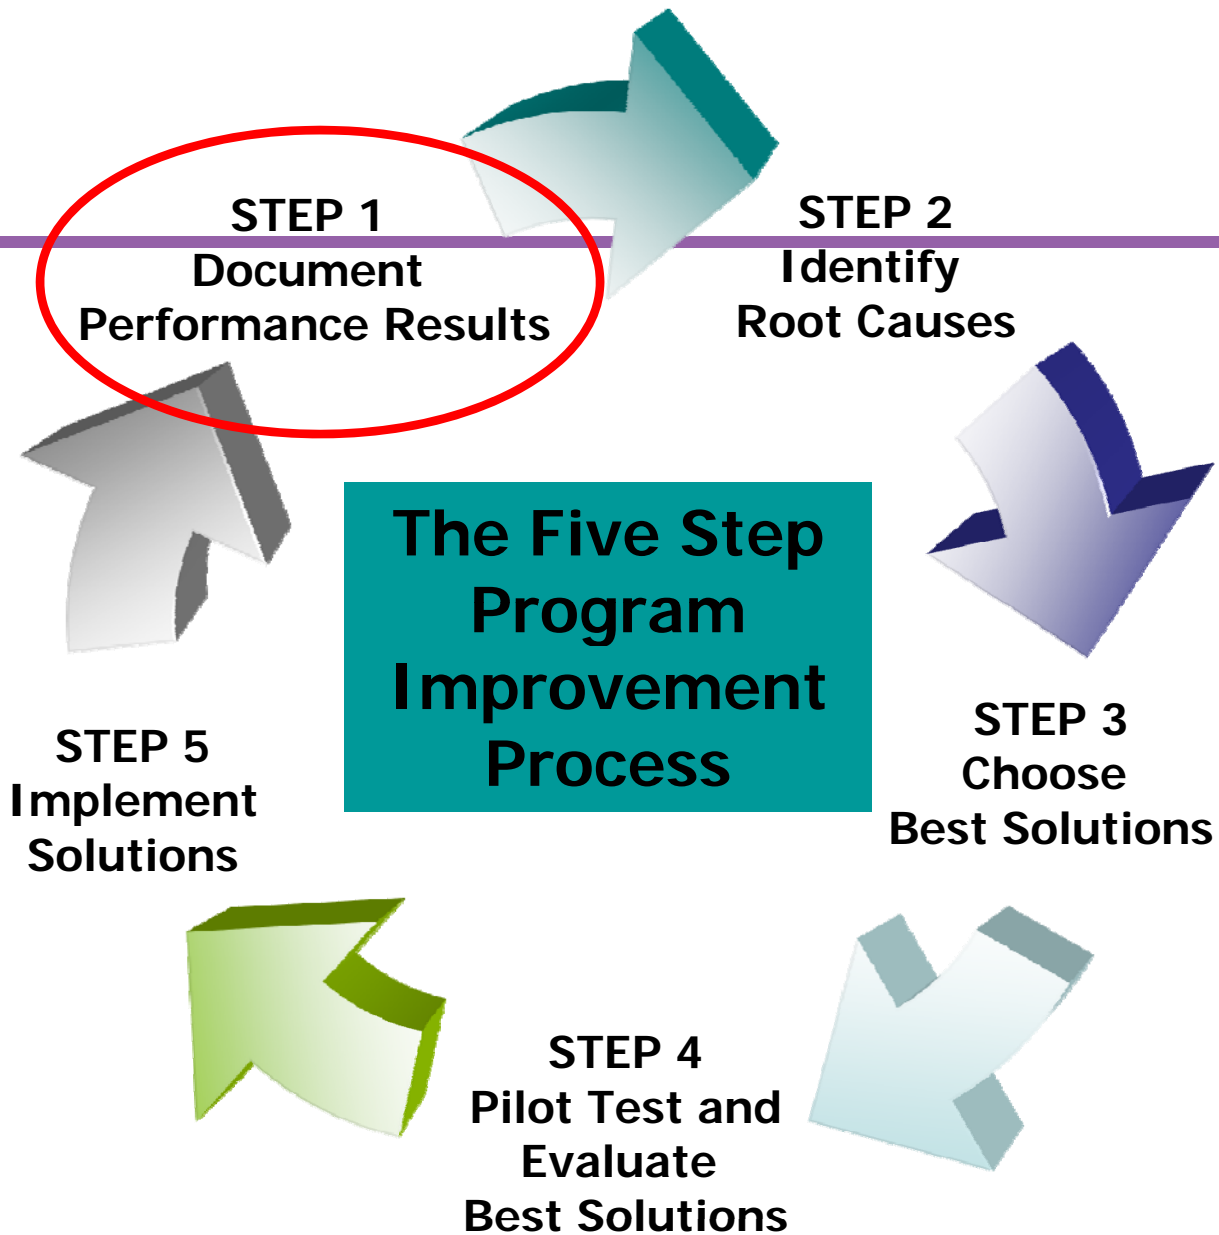 STEP 1
Document
Performance Results
STEP 2
Identify
Root Causes
The Five Step
Program
Improvement
Process
STEP 3
Choose
Best Solutions
STEP 4
Pilot Test and
Evaluate
Best Solutions
STEP 5
Implement
Solutions